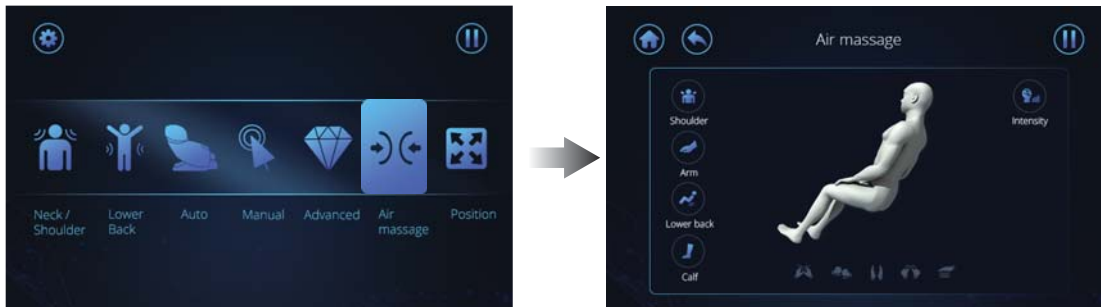 Neck /
Shoulder
Lower
Back
Auto
Manual
Advanced
Air
massage
Position
Air massage
Shoulder
Intensity
Arm
Lower back
Calf